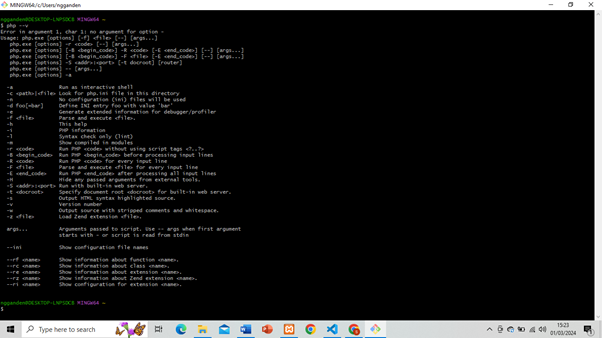 MINGW64:/c/Users/ngganden
ngganden@DESKTOP-LNPSDCB MINGW64 ~
$ php --v
Error in argument 1, char 1: no argument for option -
Usage: php.exe [options] [-f] <file> [--] [args...]
php.exe [options] -r <code> [--] [args...]
php.exe [options] [-B <begin_code>] -R <code> [-E <end_code>] [--] [args...]
php.exe [options] [-B <begin_code>] -F <file> [-E <end_code>] [--] [args...]
php.exe [options] -S <addr>:<port> [-t docroot] [router]
php.exe [options] -- [args...]
php.exe [options] -a
-a Run as interactive shell
-c <path>|<file> Look for php.ini file in this directory
-n No configuration (ini) files will be used
-d foo[=bar] Define INI entry foo with value 'bar'
-e Generate extended information for debugger/profiler
-f <file> Parse and execute <file>.
-h This help
-i PHP information
-l Syntax check only (lint)
-m Show compiled in modules
-r <code> Run PHP <code> without using script tags <?..?>
-B <begin_code> Run PHP <begin_code> before processing input lines
-R <code> Run PHP <code> for every input line
-F <file> Parse and execute <file> for every input line
-E <end_code> Run PHP <end_code> after processing all input lines
-H Hide any passed arguments from external tools.
-S <addr>:<port> Run with built-in web server.
-t <docroot> Specify document root <docroot> for built-in web server.
-s Output HTML syntax highlighted source.
-v Version number
-w Output source with stripped comments and whitespace.
-z <file> Load Zend extension <file>.
args... Arguments passed to script. Use -- args when first argument
starts with - or script is read from stdin
--ini Show configuration file names
--rf <name> Show information about function <name>.
--rc <name> Show information about class <name>.
--re <name> Show information about extension <name>.
--rz <name> Show information about Zend extension <name>.
--ri <name> Show configuration for extension <name>.
ngganden@DESKTOP-LNPSDCB MINGW64 ~
$
Type here to search
15:23
01/03/2024